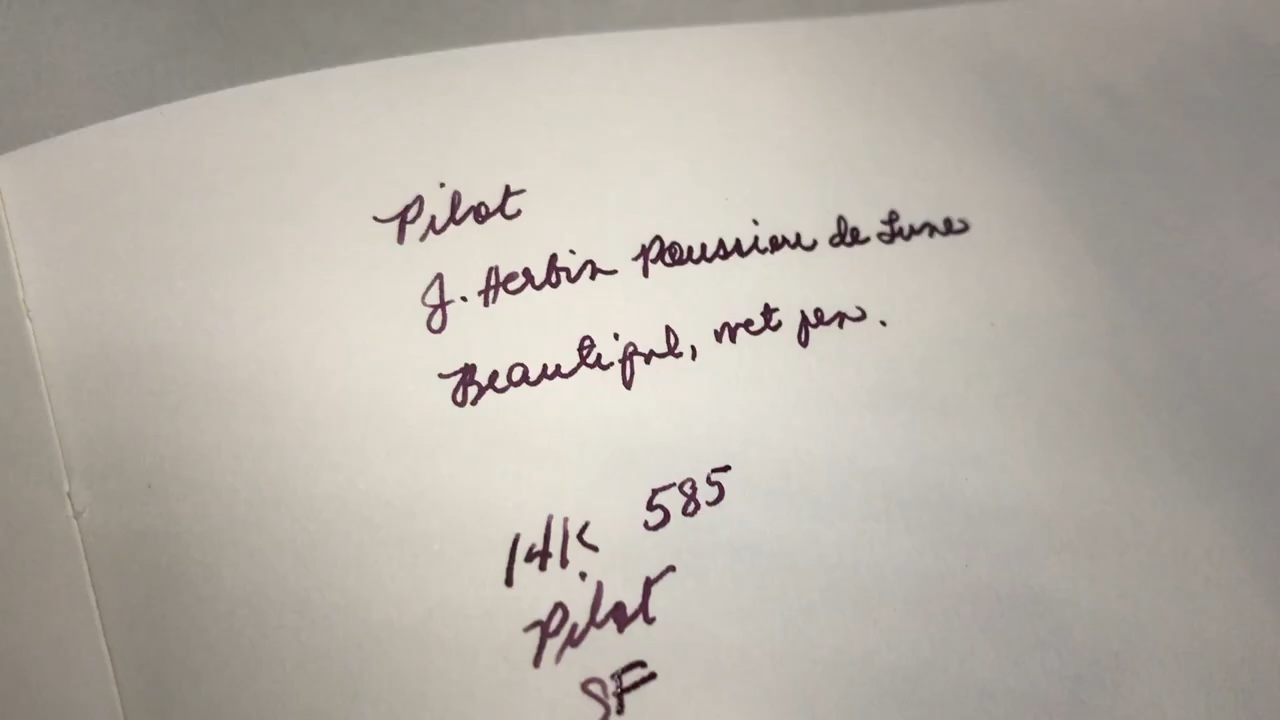 Pilot
J. Herbin Poussiere de Lune
Beautiful, wet pen.
14K 585
Pilot
SF